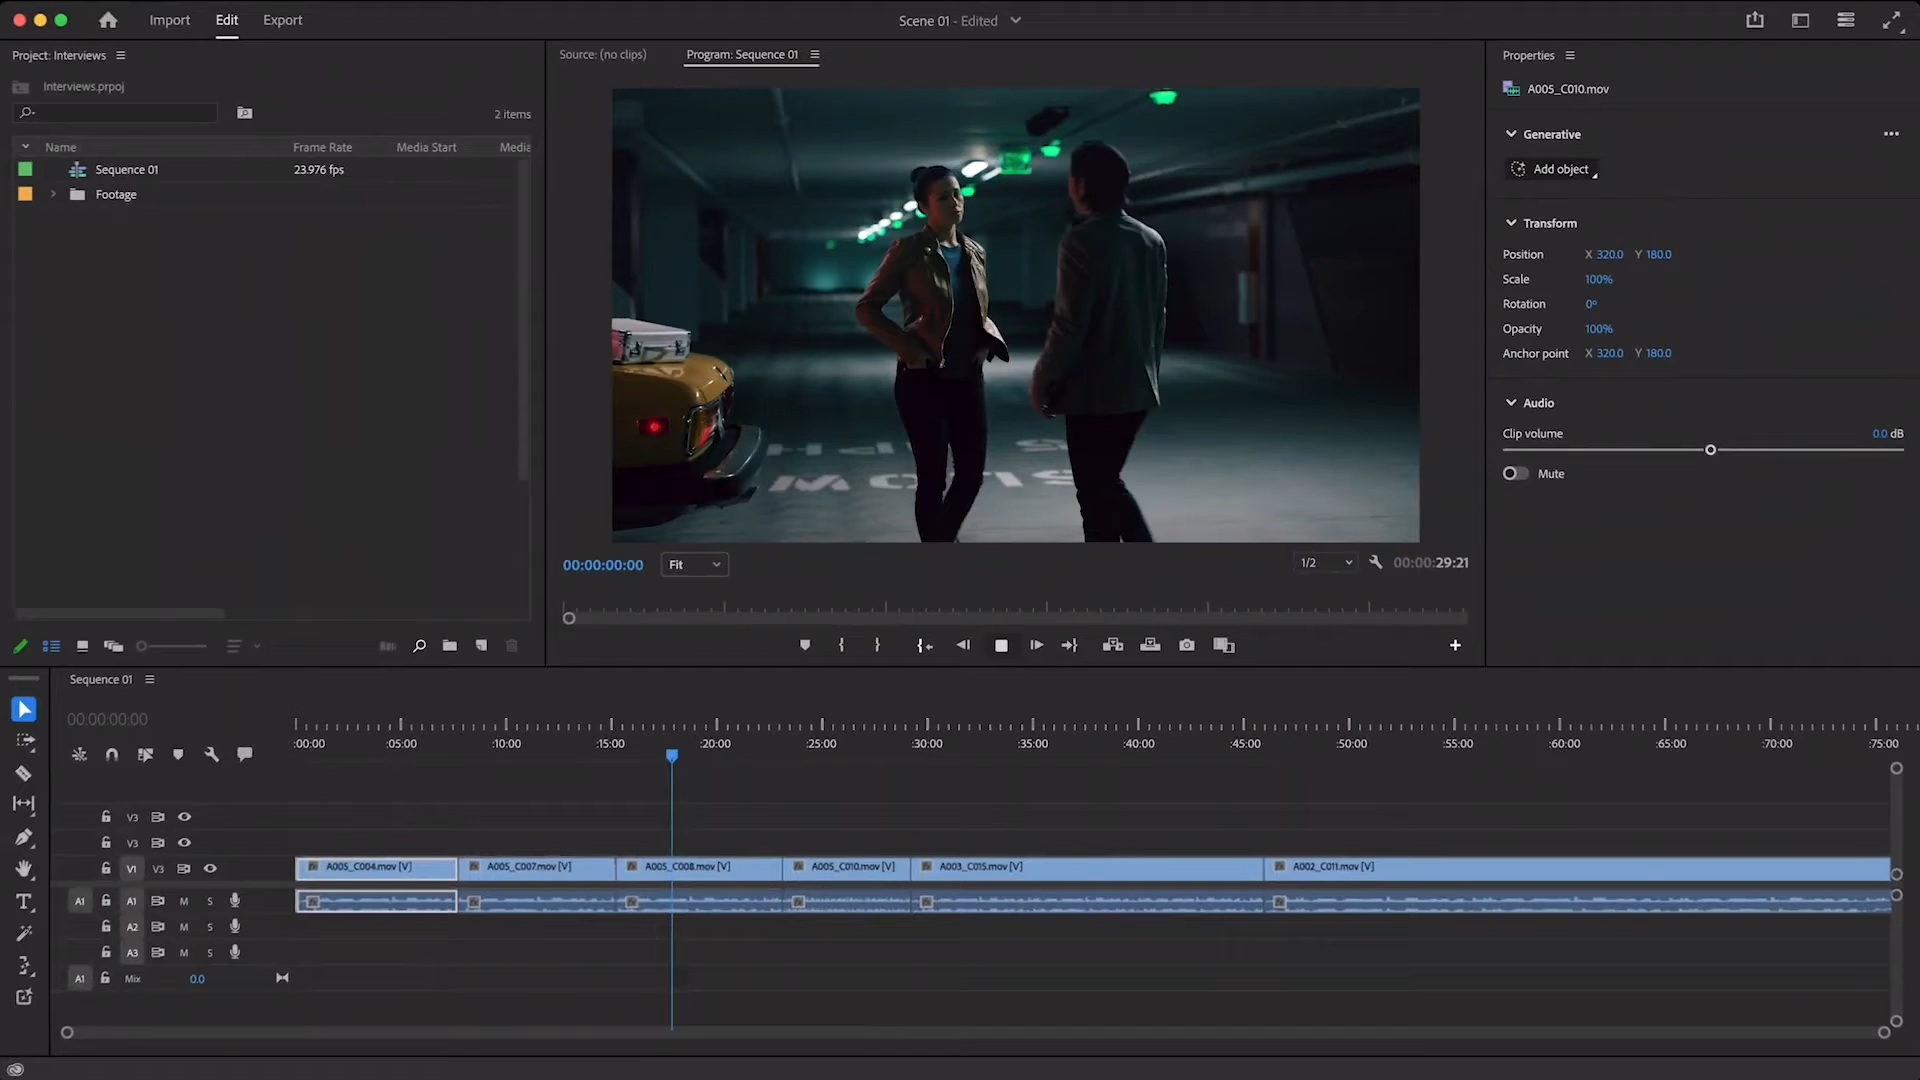 Import Edit Export
Scene 01 - Edited
Project: Interviews
Interviews.prpoj
2 items
Name Frame Rate Media Start Media
Sequence 01 23.976 fps
Footage
Source: (no clips) Program: Sequence 01
SLOW
00:00:00:00 Fit 1/2 00:00:29:21
Properties
A005_C010.mov
Generative
Add object
Transform
Position X 320.0 Y 180.0
Scale 100%
Rotation 0º
Opacity 100%
Anchor point X 320.0 Y 180.0
Audio
Clip volume 0.0 dB
Mute
Sequence 01
00.00:00:00
:00:00 :05:00 :10:00 :15:00 :20:00 :25:00 :30:00 :35:00 :40:00 :45:00 :50:00 :55:00 :60:00 :65:00 :70:00 :75:00
V3
V3
V1 V3 A005_C004.mov [V] A005_C007.mov [V] A005_C008.mov [V] A005_C010.mov [V] A003_C015.mov [V] A002_C011.mov [V]
A1 A1 M S
A2 M S
A3 M S
A1 Mix 0.0